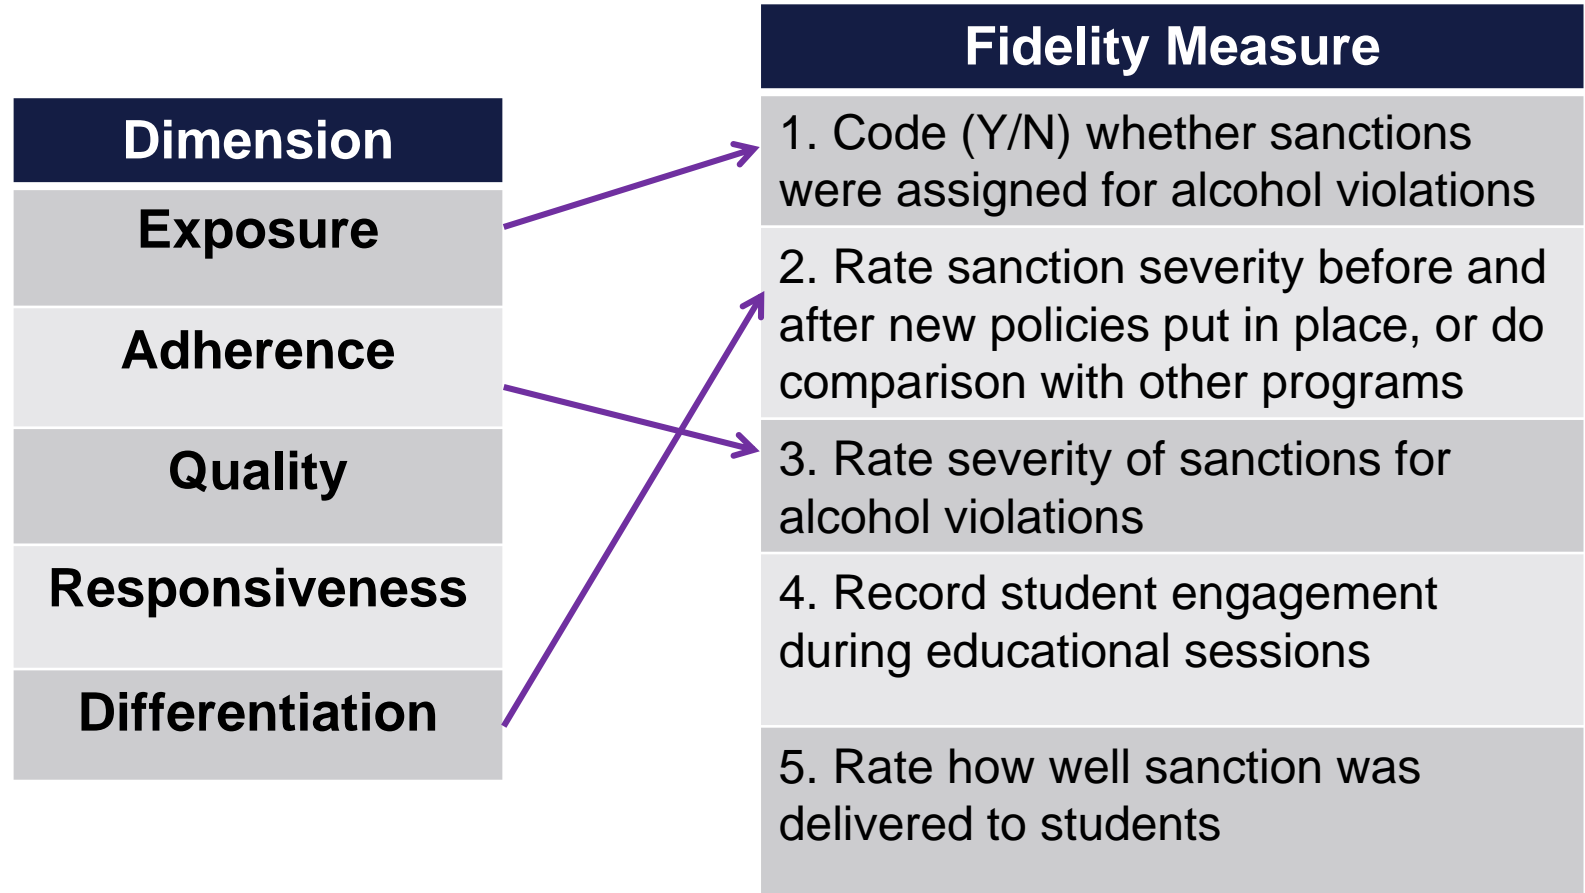 Dimension
Exposure
Adherence
Quality
Responsiveness
Differentiation
Fidelity Measure
1. Code (Y/N) whether sanctions
were assigned for alcohol violations
2. Rate sanction severity before and
after new policies put in place, or do
comparison with other programs
3. Rate severity of sanctions for
alcohol violations
4. Record student engagement
during educational sessions
5. Rate how well sanction was
delivered to students